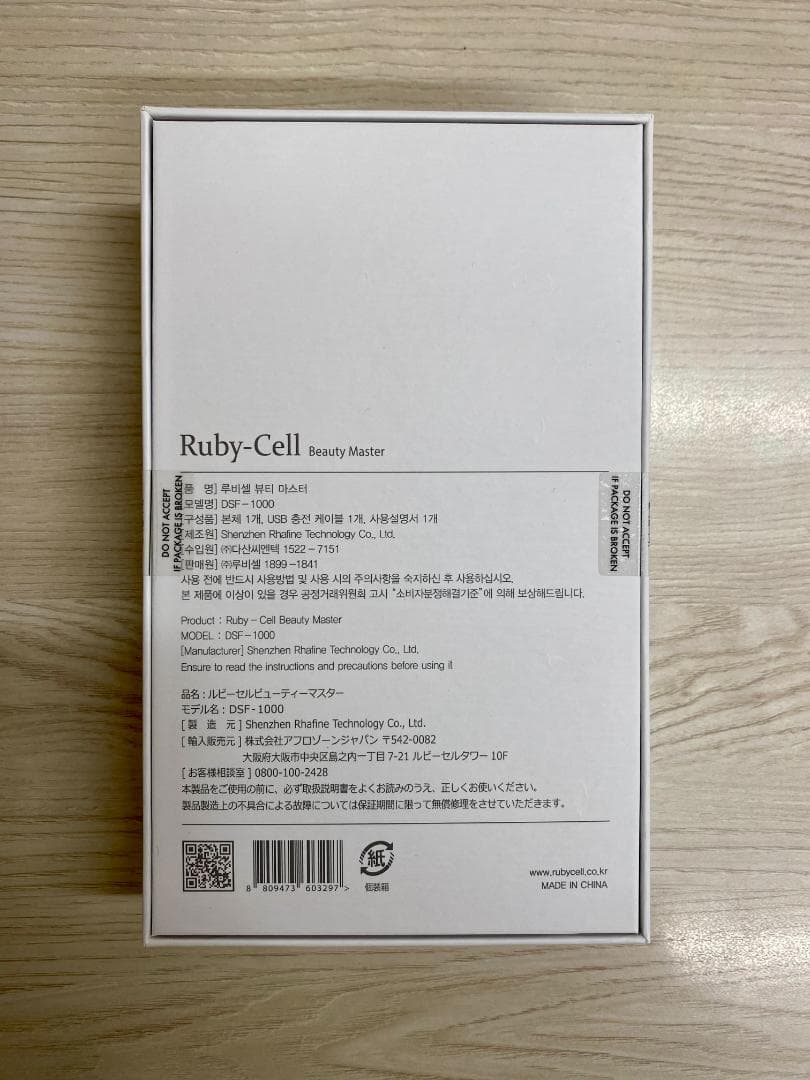 Ruby-Cell Beauty Master
[품 명] 루비셀 뷰티 마스터
[모델명] DSF-1000
[구성품] 본체 1개, USB 충전 케이블 1개, 사용설명서 1개
[제조원] Shenzhen Rhafine Technology Co., Ltd.
[수입원] ㈜다산씨엔텍 1522-7151
[판매원] ㈜루비셀 1899-1841
사용 전에 반드시 사용방법 및 사용 시의 주의사항을 숙지하신 후 사용하십시오.
본 제품에 이상이 있을 경우 공정거래위원회 고시 "소비자분쟁해결기준"에 의해 보상해드립니다.
DO NOT ACCEPT
IF PACKAGE IS BROKEN
DO NOT ACCEPT
IF PACKAGE IS BROKEN
Product : Ruby-Cell Beauty Master
MODEL : DSF-1000
[Manufacturer] Shenzhen Rhafine Technology Co., Ltd.
Ensure to read the instructions and precautions before using it
品名 : ルビーセルビューティーマスター
モデル名 : DSF-1000
[ 製 造 元 ] Shenzhen Rhafine Technology Co., Ltd.
[ 輸入販売元 ] 株式会社アフロゾーンジャパン 〒542-0082
大阪府大阪市中央区島之内一丁目 7-21 ルビーセルタワー 10F
[ お客様相談室 ] 0800-100-2428
本製品をご使用の前に、必ず取扱説明書をよくお読みのうえ、正しくお使いください。
製品製造上の不具合による故障については保証期間に限って無償修理をさせていただきます。
8 809473 603297 >
紙
個装箱
www.rubycell.co.kr
MADE IN CHINA